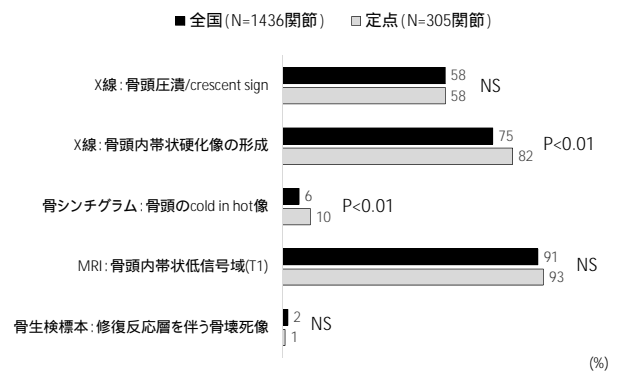 ■全国(N=1436関節) □定点(N=305関節)
X線:骨頭圧潰/crescent sign
58
58
NS
X線:骨頭内帯状硬化像の形成
75
82
P<0.01
骨シンチグラム:骨頭のcold in hot像
6
10
P<0.01
MRI:骨頭内帯状低信号域(T1)
91
93
NS
骨生検標本:修復反応層を伴う骨壊死像
2
1
NS
(%)